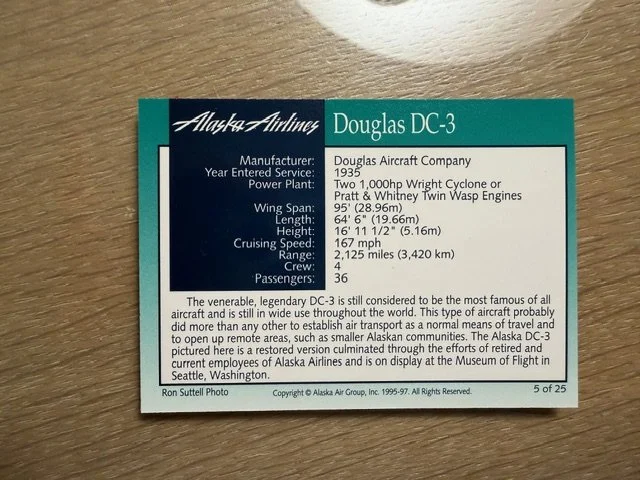 Alaska Airlines Douglas DC-3
Manufacturer: Douglas Aircraft Company
Year Entered Service: 1935
Power Plant: Two 1,000hp Wright Cyclone or
Pratt & Whitney Twin Wasp Engines
Wing Span: 95' (28.96m)
Length: 64' 6" (19.66m)
Height: 16' 11 1/2" (5.16m)
Cruising Speed: 167 mph
Range: 2,125 miles (3,420 km)
Crew: 4
Passengers: 36
The venerable, legendary DC-3 is still considered to be the most famous of all
aircraft and is still in wide use throughout the world. This type of aircraft probably
did more than any other to establish air transport as a normal means of travel and
to open up remote areas, such as smaller Alaskan communities. The Alaska DC-3
pictured here is a restored version culminated through the efforts of retired and
current employees of Alaska Airlines and is on display at the Museum of Flight in
Seattle, Washington.
Ron Suttell Photo Copyright © Alaska Air Group, Inc. 1995-97. All Rights Reserved. 5 of 25